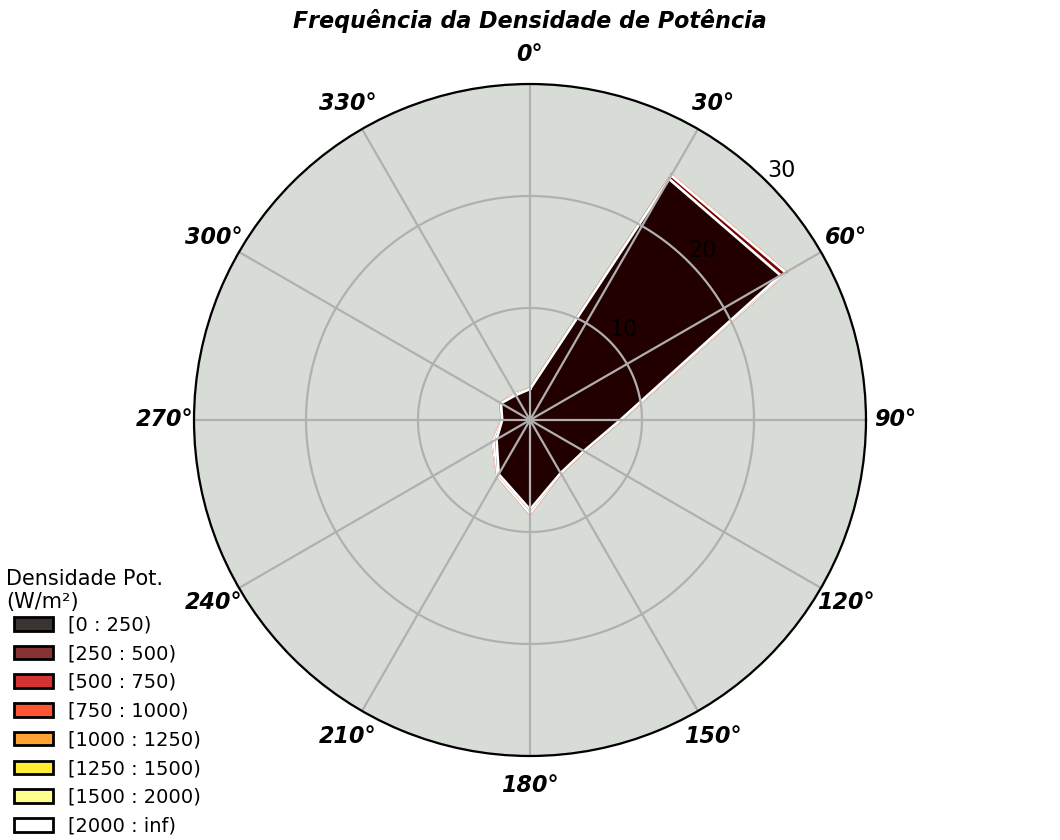 Frequência da Densidade de Potência
0°
330°
30°
30
300°
60°
20
10
270°
90°
Densidade Pot.
(W/m²)
240°
120°
[0 : 250)
[250 : 500)
[500 : 750)
[750 : 1000)
210°
150°
[1000 : 1250)
[1250 : 1500)
180°
[1500 : 2000)
[2000 : inf)